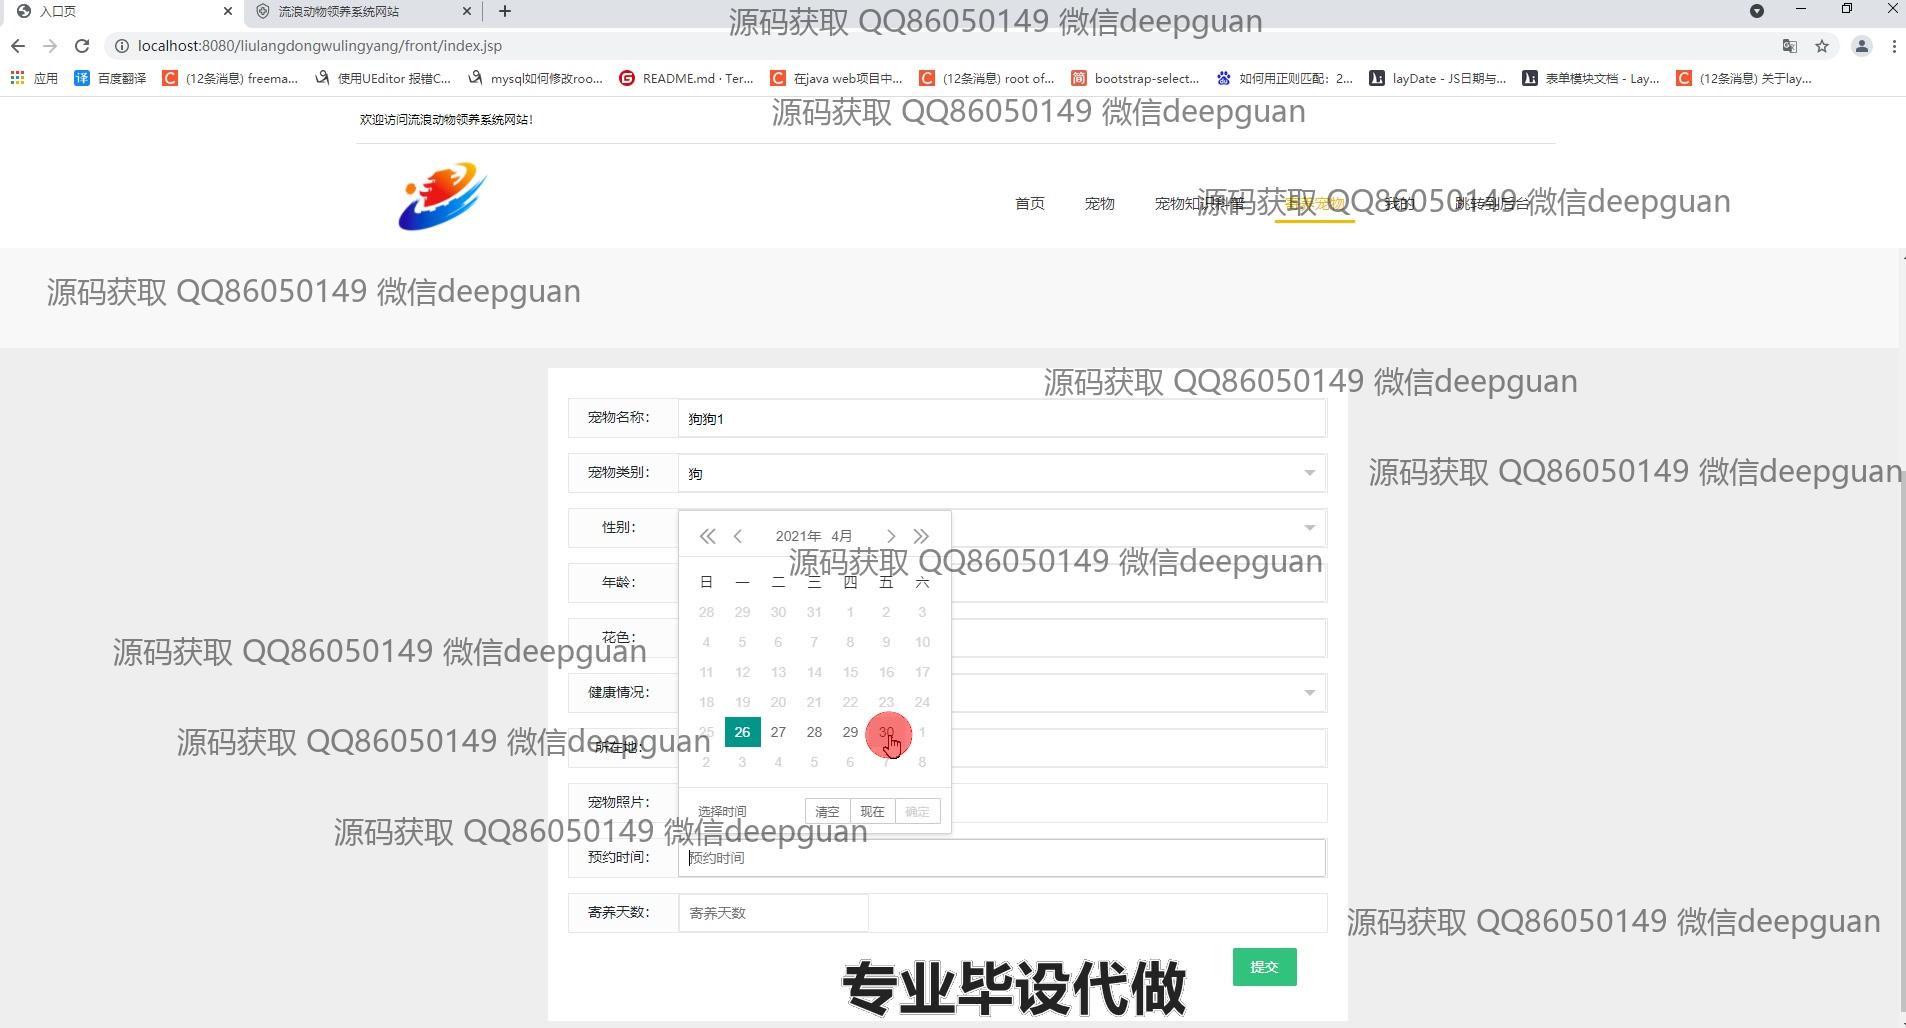 入口页
流浪动物领养系统网站
源码获取 QQ86050149 微信deepguan
localhost:8080/liulangdongwulingyang/front/index.jsp
应用 百度翻译 (12条消息) freema... 使用UEditor 报错C... mysql如何修改roo... README.md · Ter... 在java web项目中... (12条消息) root of... bootstrap-select... 如何用正则匹配：2... layDate - JS日期与... 表单模块文档 - Lay... (12条消息) 关于lay...
源码获取 QQ86050149 微信deepguan
欢迎访问流浪动物领养系统网站!
首页 宠物 宠物知识科普 寄养宠物 我的 跳转到后台
源码获取 QQ86050149 微信deepguan
源码获取 QQ86050149 微信deepguan
源码获取 QQ86050149 微信deepguan
宠物名称： 狗狗1
宠物类别： 狗
源码获取 QQ86050149 微信deepguan
性别：
2021年 4月
源码获取 QQ86050149 微信deepguan
年龄：
日 一 二 三 四 五 六
28 29 30 31 1 2 3
花色：
4 5 6 7 8 9 10
源码获取 QQ86050149 微信deepguan
11 12 13 14 15 16 17
健康情况：
18 19 20 21 22 23 24
25 26 27 28 29 30 1
所在地：
源码获取 QQ86050149 微信deepguan
2 3 4 5 6 7 8
宠物照片：
选择时间 清空 现在 确定
源码获取 QQ86050149 微信deepguan
预约时间： 预约时间
寄养天数： 寄养天数
源码获取 QQ86050149 微信deepguan
提交
专业毕设代做